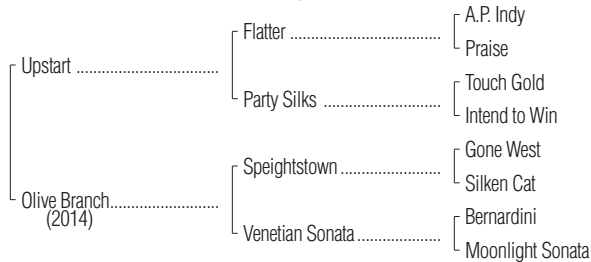 A.P. Indy
Flatter ..............................
Praise
Upstart ..............................
Touch Gold
Party Silks ..............................
Intend to Win
Gone West
Speightstown ..............................
Silken Cat
Olive Branch..............................
(2014)
Bernardini
Venetian Sonata ..............................
Moonlight Sonata